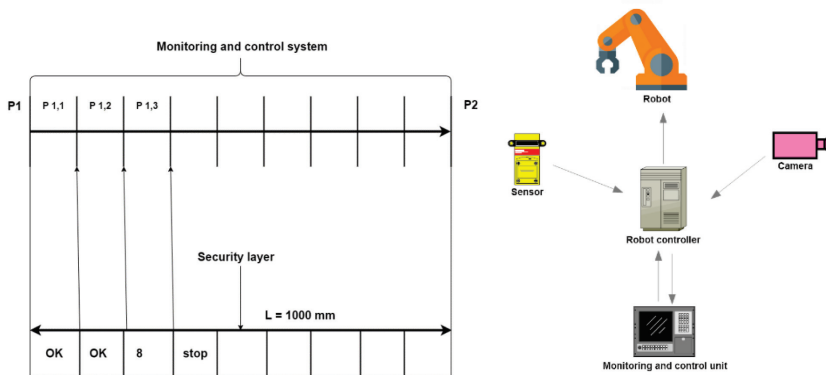 Monitoring and control system
P1
P 1,1
P 1,2
P 1,3
P2
Security layer
L = 1000 mm
OK
OK
8
stop
Robot
Sensor
Camera
Robot controller
Monitoring and control unit